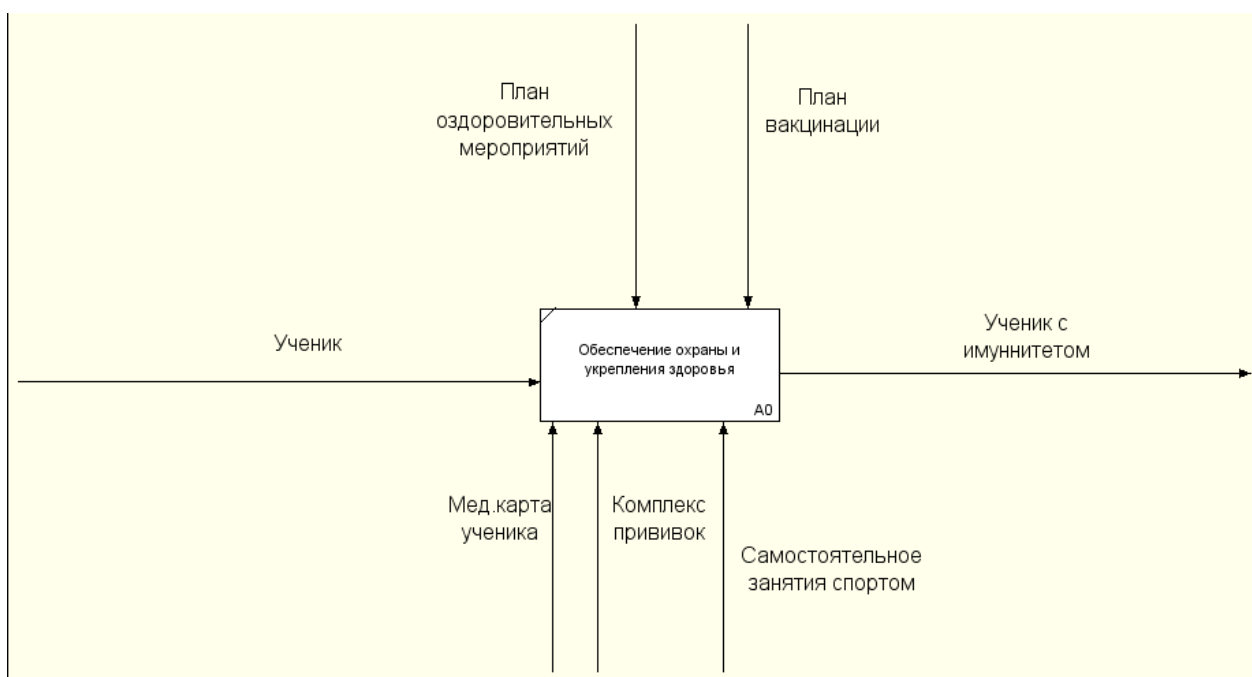 План
оздоровительных
мероприятий
План
вакцинации
Ученик
Обеспечение охраны и
укрепления здоровья
A0
Ученик с
имуннитетом
Мед.карта
ученика
Комплекс
прививок
Самостоятельное
занятия спортом